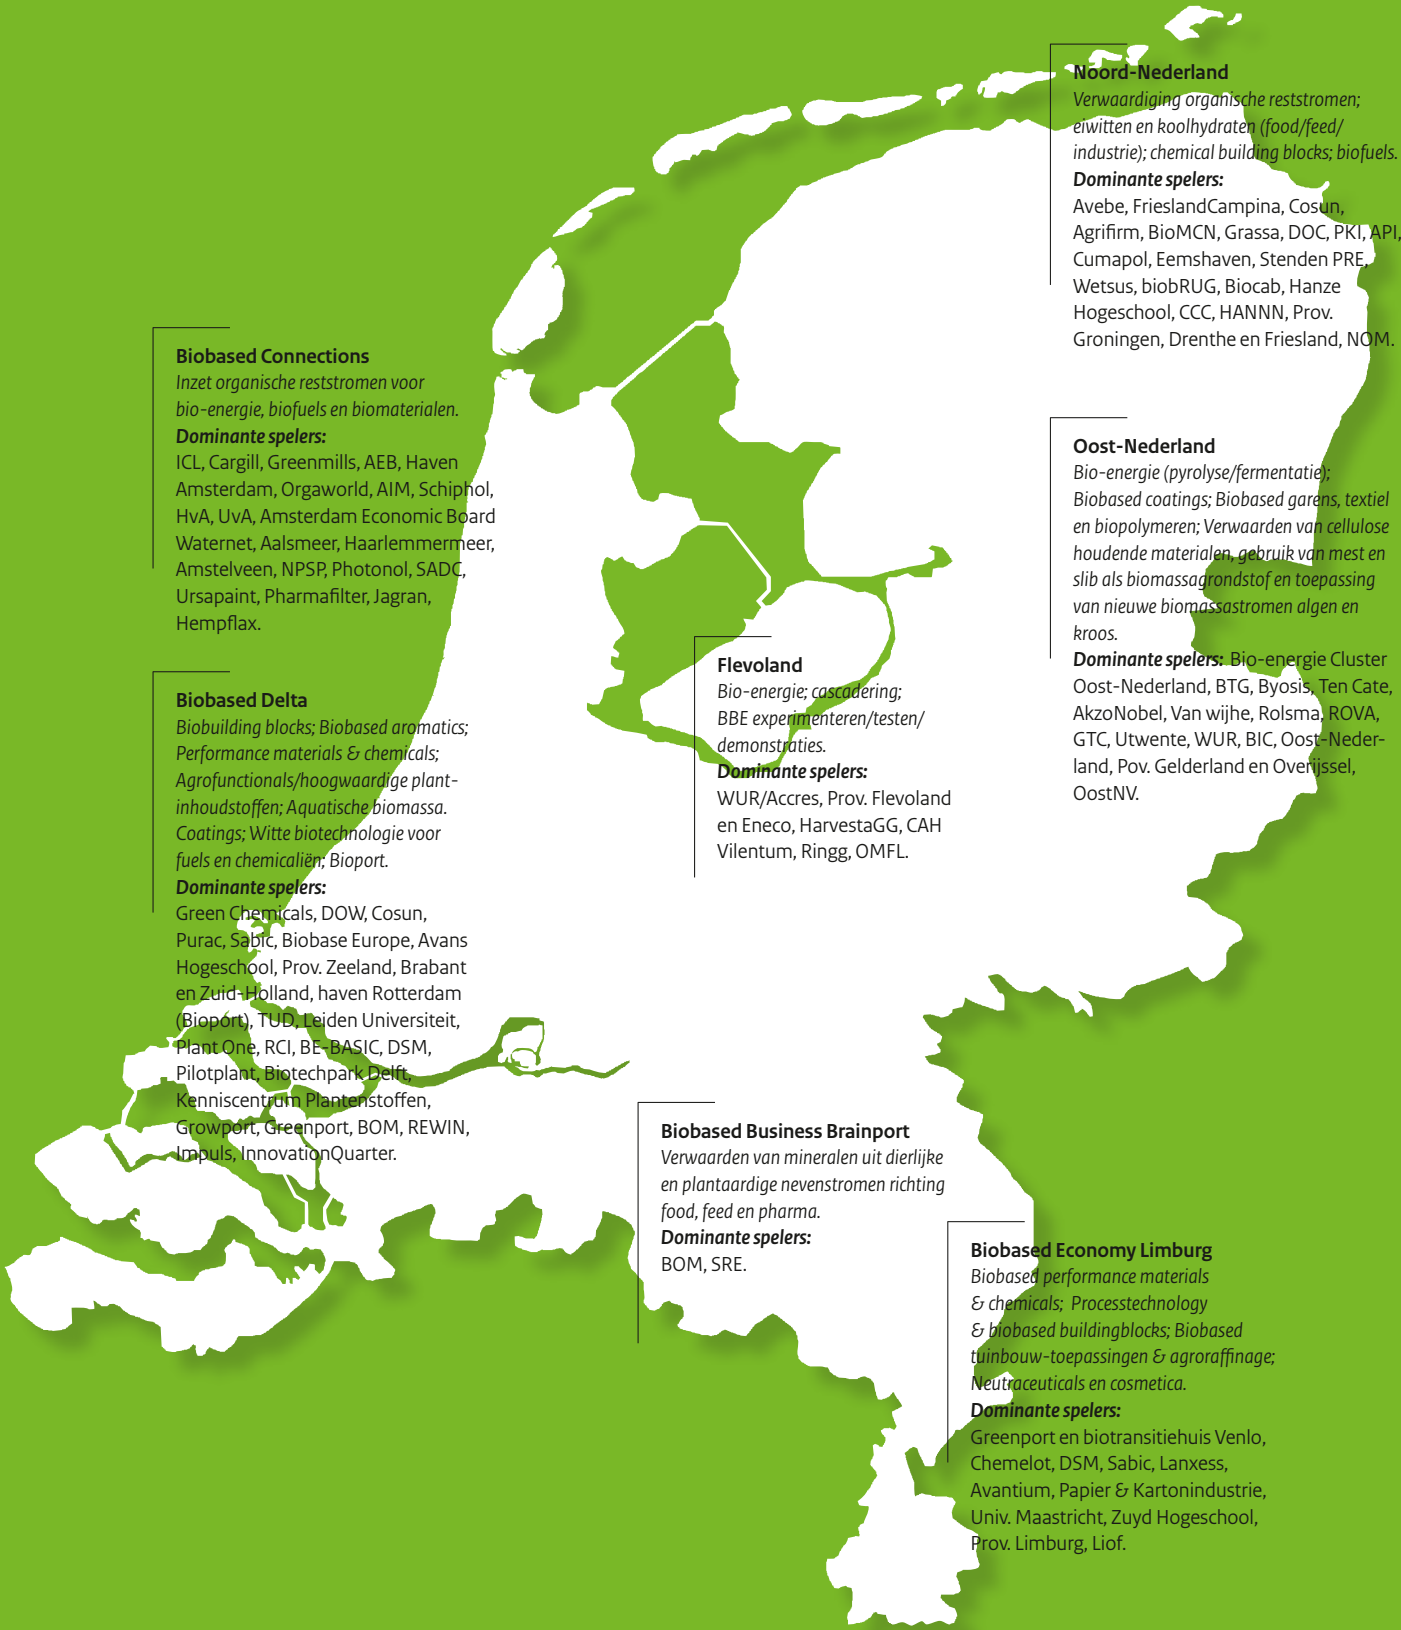 Noord-Nederland
Verwaardiging organische reststromen;
eiwitten en koolhydraten (food/feed/
industrie); chemical building blocks; biofuels.
Dominante spelers:
Avebe, FrieslandCampina, Cosun,
Agrifirm, BioMCN, Grassa, DOC, PKI, API,
Cumapol, Eemshaven, Stenden PRE,
Wetsus, biobRUG, Biocab, Hanze
Hogeschool, CCC, HANNN, Prov.
Groningen, Drenthe en Friesland, NOM.
Biobased Connections
Inzet organische reststromen voor
bio-energie, biofuels en biomaterialen.
Dominante spelers:
ICL, Cargill, Greenmills, AEB, Haven
Amsterdam, Orgaworld, AIM, Schiphol,
HvA, UvA, Amsterdam Economic Board
Waternet, Aalsmeer, Haarlemmermeer,
Amstelveen, NPSP, Photonol, SADC,
Ursapaint, Pharmafilter, Jagran,
Hempflax.
Oost-Nederland
Bio-energie (pyrolyse/fermentatie);
Biobased coatings; Biobased garens, textiel
en biopolymeren; Verwaarden van cellulose
houdende materialen, gebruik van mest en
slib als biomassagrondstof en toepassing
van nieuwe biomassastromen algen en
kroos.
Dominante spelers: Bio-energie Cluster
Oost-Nederland, BTG, Byosis, Ten Cate,
AkzoNobel, Van wijhe, Rolsma, ROVA,
GTC, Utwente, WUR, BIC, Oost-Neder-
land, Pov. Gelderland en Overijssel,
OostNV.
Flevoland
Bio-energie; cascadering;
BBE experimenteren/testen/
demonstraties.
Dominante spelers:
WUR/Accres, Prov. Flevoland
en Eneco, HarvestaGG, CAH
Vilentum, Ringg, OMFL.
Biobased Delta
Biobuilding blocks; Biobased aromatics;
Performance materials & chemicals;
Agrofunctionals/hoogwaardige plant-
inhoudstoffen; Aquatische biomassa.
Coatings; Witte biotechnologie voor
fuels en chemicaliën; Bioport.
Dominante spelers:
Green Chemicals, DOW, Cosun,
Purac, Sabic, Biobase Europe, Avans
Hogeschool, Prov. Zeeland, Brabant
en Zuid-Holland, haven Rotterdam
(Bioport), TUD, Leiden Universiteit,
Plant One, RCI, BE-BASIC, DSM,
Pilotplant, Biotechpark Delft,
Kenniscentrum Plantenstoffen,
Growport, Greenport, BOM, REWIN,
Impuls, InnovationQuarter.
Biobased Business Brainport
Verwaarden van mineralen uit dierlijke
en plantaardige nevenstromen richting
food, feed en pharma.
Dominante spelers:
BOM, SRE.
Biobased Economy Limburg
Biobased performance materials
& chemicals; Processtechnology
& biobased buildingblocks; Biobased
tuinbouw-toepassingen & agroraffinage;
Neutraceuticals en cosmetica.
Dominante spelers:
Greenport en biotransitiehuis Venlo,
Chemelot, DSM, Sabic, Lanxess,
Avantium, Papier & Kartonindustrie,
Univ. Maastricht, Zuyd Hogeschool,
Prov. Limburg, Liof.